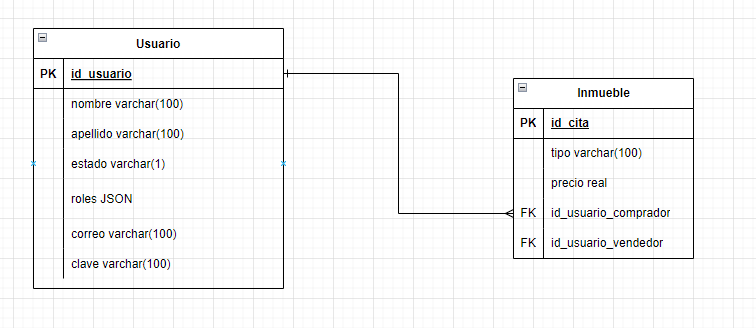 Usuario
PK id_usuario
nombre varchar(100)
apellido varchar(100)
estado varchar(1)
roles JSON
correo varchar(100)
clave varchar(100)
Inmueble
PK id_cita
tipo varchar(100)
precio real
FK id_usuario_comprador
FK id_usuario_vendedor